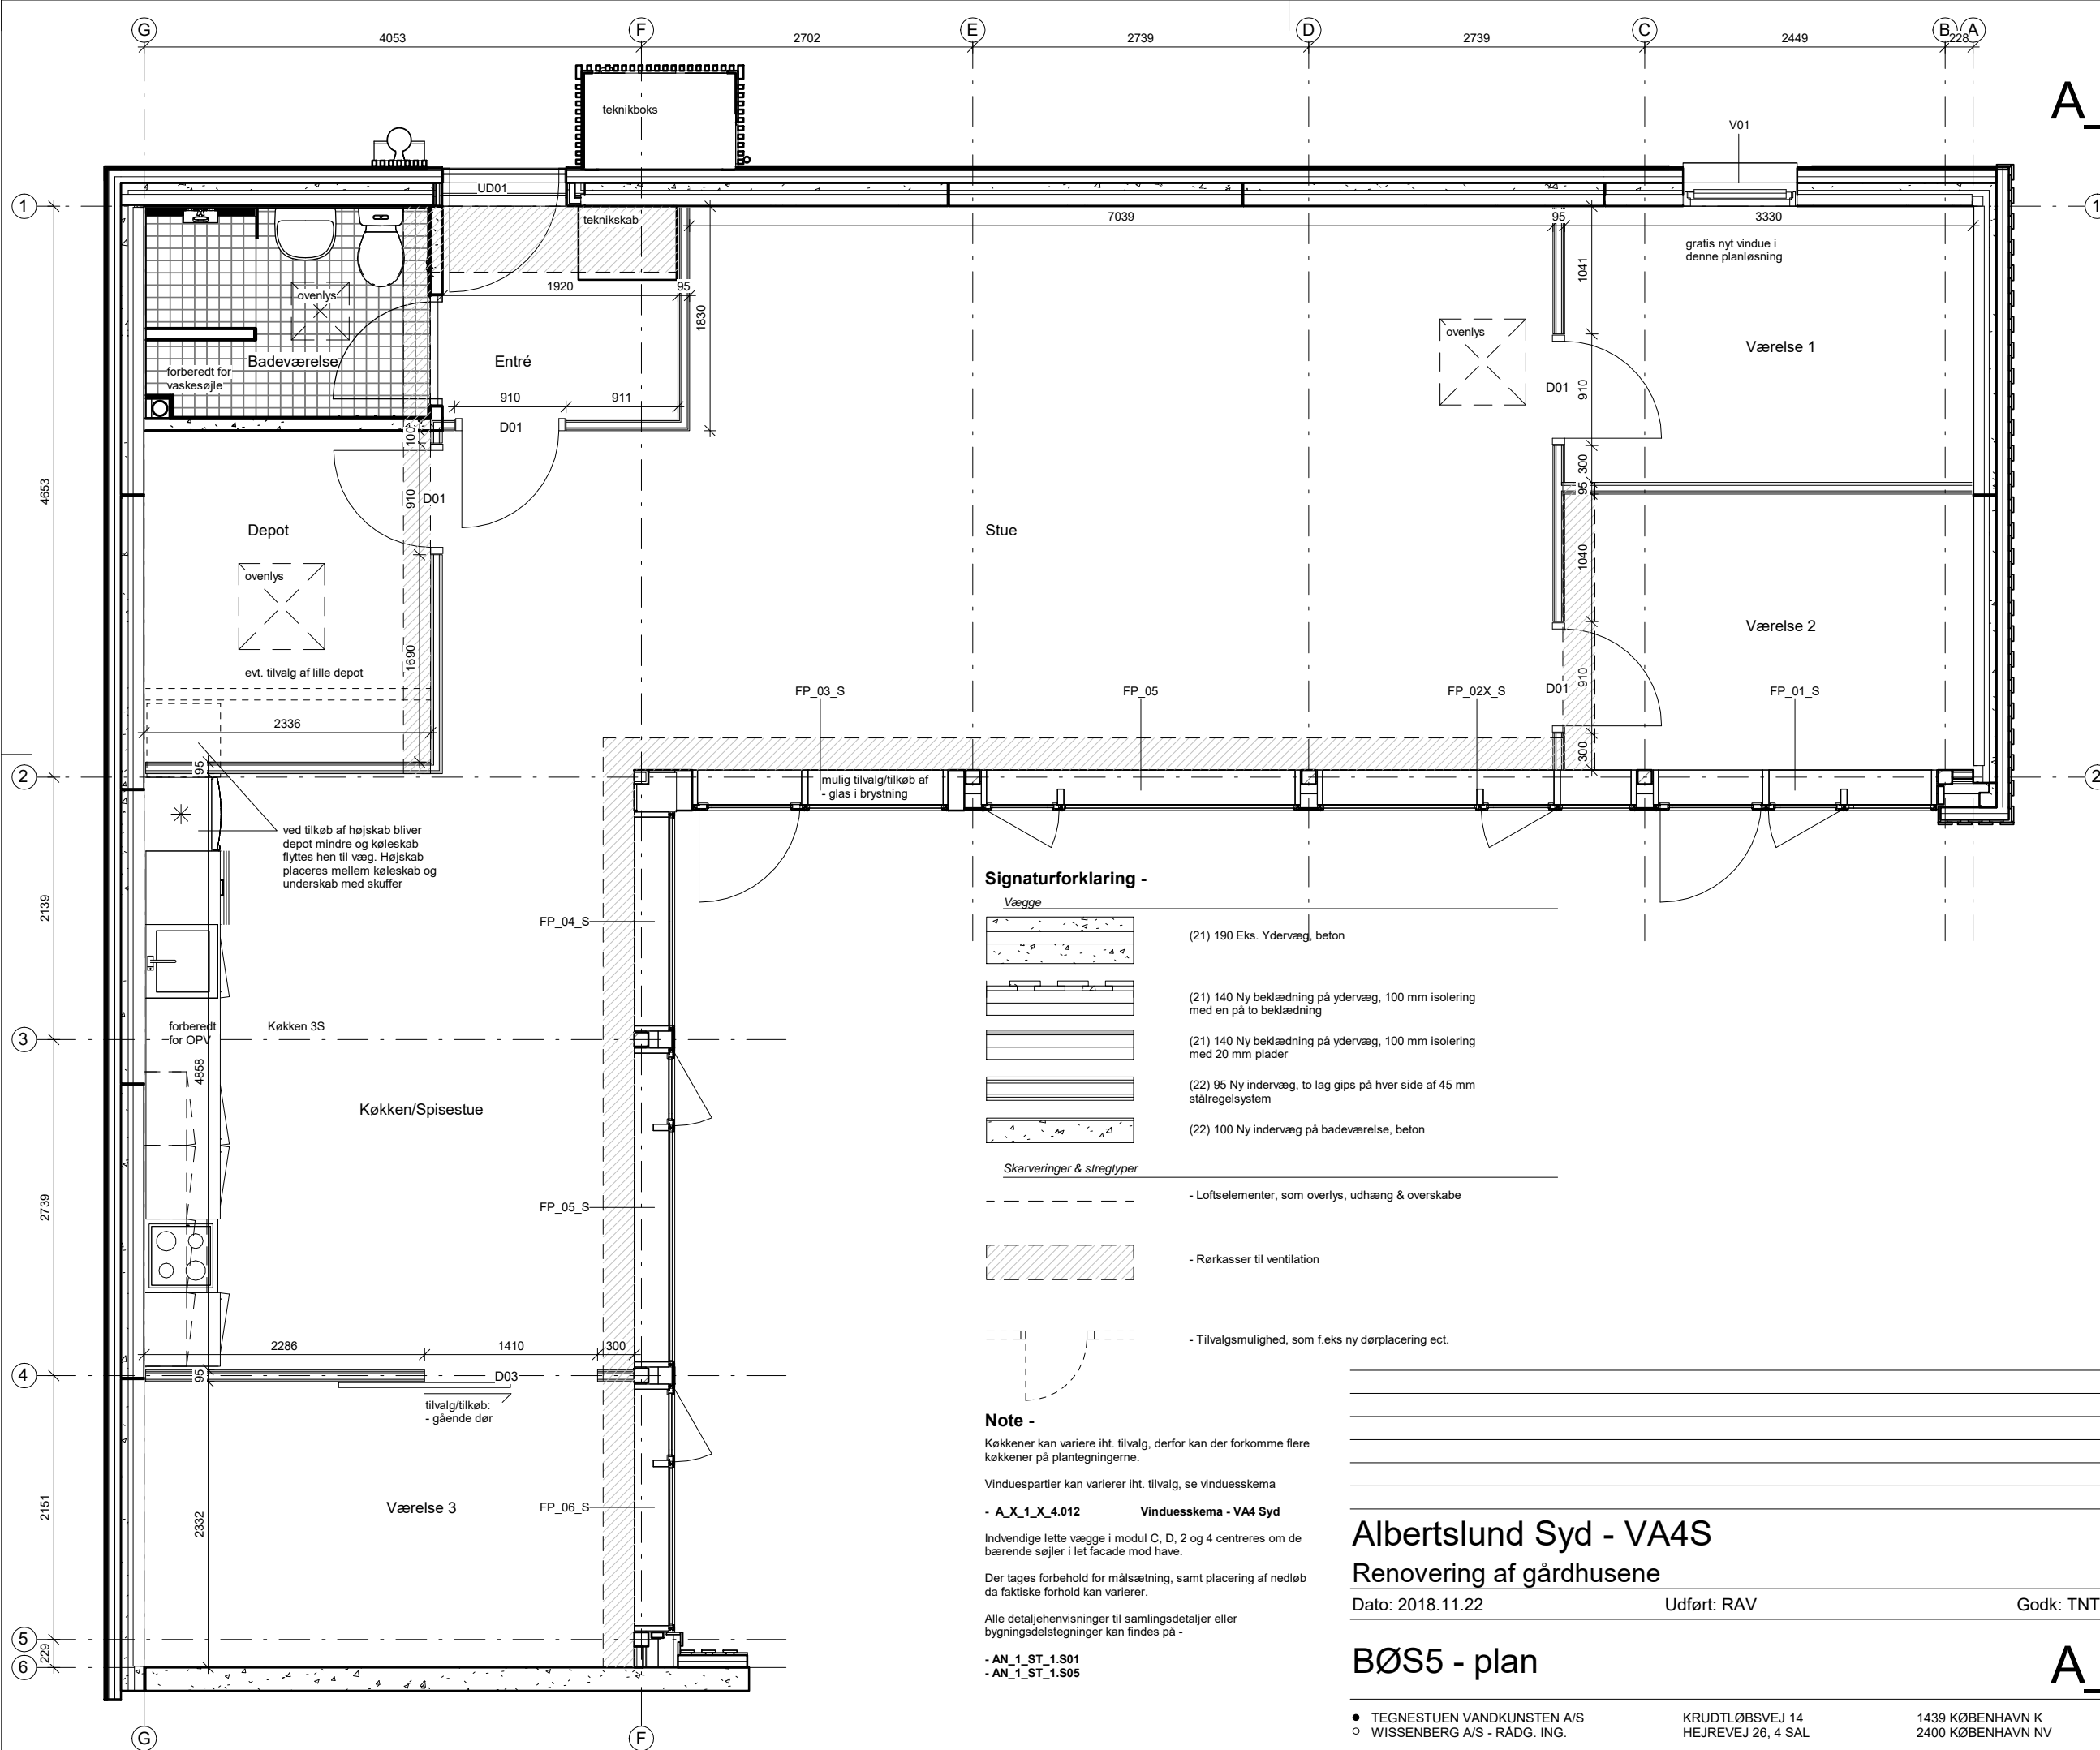 G
F
E
D
C
B
A
4053
2702
2739
2739
2449
228
A_
teknikboks
V01
UD01
1
teknikskab
7039
95
3330
1
gratis nyt vindue i
denne planløsning
1041
ovenlys
1920
95
1830
ovenlys
Værelse 1
Badeværelse
Entré
forberedt for
vaskesøjle
910
911
D01
910
D01
100
300
95
4653
910
D01
Depot
Stue
1040
ovenlys
Værelse 2
1690
evt. tilvalg af lille depot
FP_03_S
FP_05
FP_02X_S
D01
910
FP_01_S
2336
95
300
2
2
mulig tilvalg/tilkøb af
- glas i brystning
ved tilkøb af højskab bliver
depot mindre og køleskab
flyttes hen til væg. Højskab
placeres mellem køleskab og
underskab med skuffer
2139
FP_04_S
forberedt
for OPV
Køkken 3S
3
4858
Køkken/Spisestue
2739
FP_05_S
2286
1410
300
4
95
D03
tilvalg/tilkøb:
- gående dør
2151
2332
Værelse 3
FP_06_S
5
229
6
G
F
Signaturforklaring -
Vægge
(21) 190 Eks. Ydervæg, beton
(21) 140 Ny beklædning på ydervæg, 100 mm isolering
med en på to beklædning
(21) 140 Ny beklædning på ydervæg, 100 mm isolering
med 20 mm plader
(22) 95 Ny indervæg, to lag gips på hver side af 45 mm
stålregelsystem
(22) 100 Ny indervæg på badeværelse, beton
Skarveringer & stregtyper
- Loftselementer, som overlys, udhæng & overskabe
- Rørkasser til ventilation
- Tilvalgsmulighed, som f.eks ny dørplacering ect.
Note -
Køkkener kan variere iht. tilvalg, derfor kan der forkomme flere
køkkener på plantegningerne.
Vinduespartier kan varierer iht. tilvalg, se vinduesskema
- A_X_1_X_4.012 Vinduesskema - VA4 Syd
Indvendige lette vægge i modul C, D, 2 og 4 centreres om de
bærende søjler i let facade mod have.
Der tages forbehold for målsætning, samt placering af nedløb
da faktiske forhold kan varierer.
Alle detaljehenvisninger til samlingsdetaljer eller
bygningsdelstegninger kan findes på -
- AN_1_ST_1.S01
- AN_1_ST_1.S05
Albertslund Syd - VA4S
Renovering af gårdhusene
Dato: 2018.11.22 Udført: RAV Godk: TNT
BØS5 - plan A_
TEGNESTUEN VANDKUNSTEN A/S KRUDTLØBSVEJ 14 1439 KØBENHAVN K
WISSENBERG A/S - RÅDG. ING. HEJREVEJ 26, 4 SAL 2400 KØBENHAVN NV